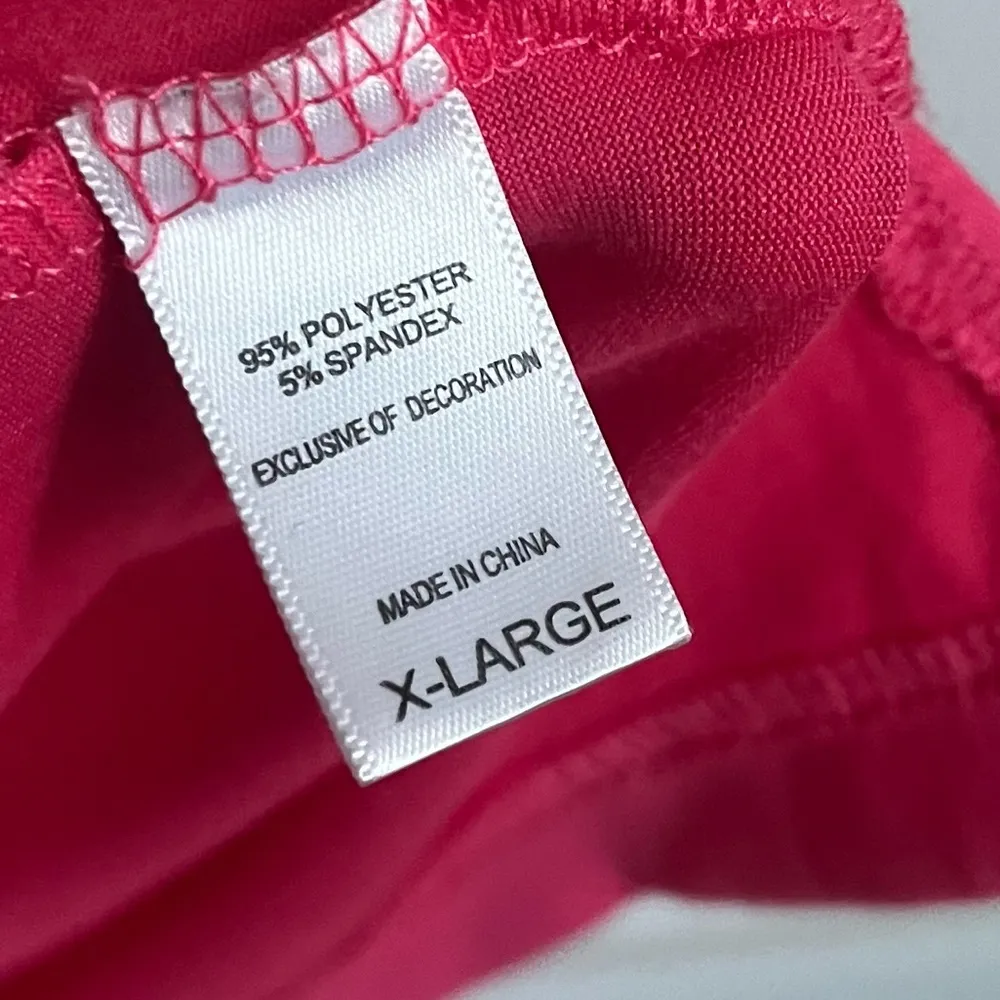 95% POLYESTER
5% SPANDEX
EXCLUSIVE OF DECORATION
MADE IN CHINA
X-LARGE